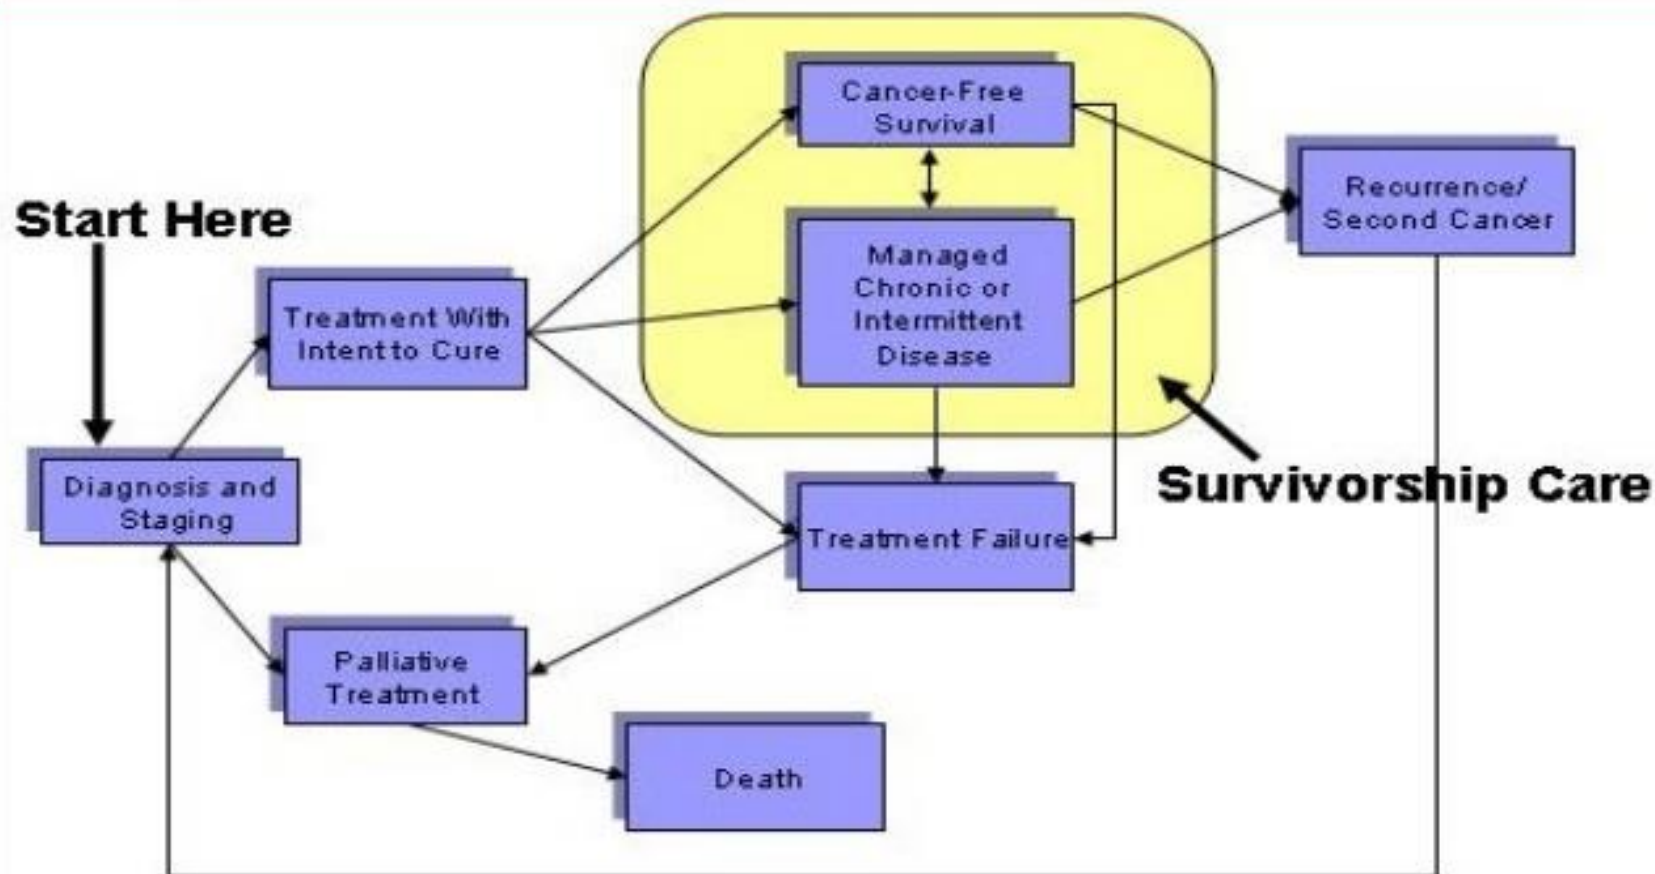 Start Here
Diagnosis and
Staging
Treatment With
Intent to Cure
Cancer-Free
Survival
Managed
Chronic or
Intermittent
Disease
Recurrence/
Second Cancer
Survivorship Care
Treatment Failure
Palliative
Treatment
Death